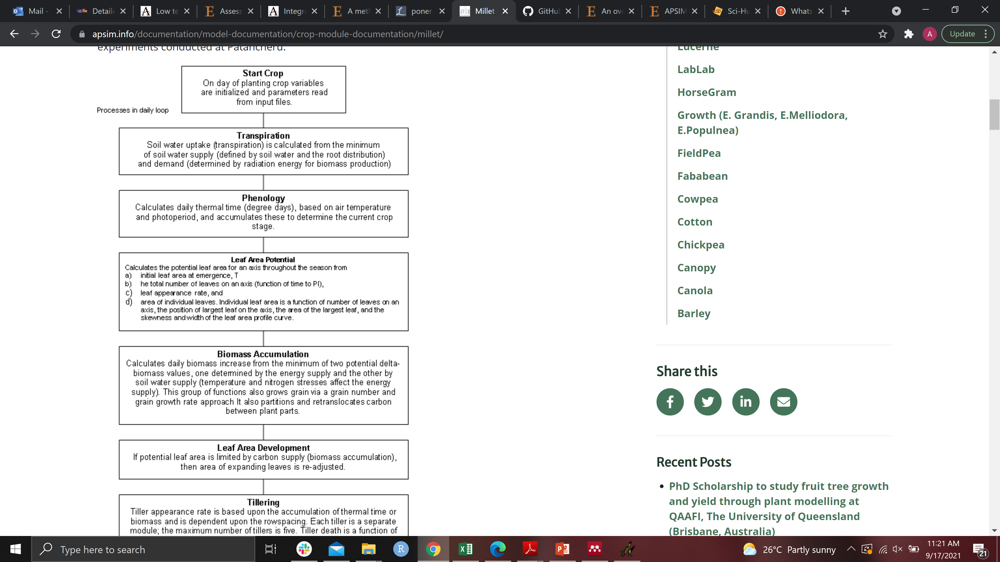 Mail -
Detaile
Low te
Assess
Integra
A meth
poner
Millet
GitHu
An ove
APSIM
Sci-Hu
Whats
apsim.info/documentation/model-documentation/crop-module-documentation/millet/
A
Update
experiments conducted at Patancheru.
Start Crop
On day of planting crop variables
are initialized and parameters read
from input files.
Processes in daily loop
Transpiration
Soil water uptake (transpiration) is calculated from the minimum
of soil water supply (defined by soil water and the root distribution)
and demand (determined by radiation energy for biomass production)
Phenology
Calculates daily thermal time (degree days), based on air temperature
and photoperiod, and accumulates these to determine the current crop
stage.
Leaf Area Potential
Calculates the potential leaf area for an axis throughout the season from
a) initial leaf area at emergence, T
b) he total number of leaves on an axis (function of time to PI),
c) leaf appearance rate, and
d) area of individual leaves. Individual leaf area is a function of number of leaves on an
axis, the position of largest leaf on the axis, the area of the largest leaf, and the
skewness and width of the leaf area profile curve.
Biomass Accumulation
Calculates daily biomass increase from the minimum of two potential delta-
biomass values, one determined by the energy supply and the other by
soil water supply (temperature and nitrogen stresses affect the energy
supply). This group of functions also grows grain via a grain number and
grain growth rate approach It also partitions and retranslocates carbon
between plant parts.
Leaf Area Development
If potential leaf area is limited by carbon supply (biomass accumulation),
then area of expanding leaves is re-adjusted.
Tillering
Tiller appearance rate is based upon the accumulation of thermal time or
biomass and is dependent upon the rowspacing. Each tiller is a separate
module; the maximum number of tillers is five. Tiller death is a function of
Lucerne
LabLab
HorseGram
Growth (E. Grandis, E.Melliodora,
E.Populnea)
FieldPea
Fababean
Cowpea
Cotton
Chickpea
Canopy
Canola
Barley
Share this
Recent Posts
PhD Scholarship to study fruit tree growth
and yield through plant modelling at
QAAFI, The University of Queensland
(Brisbane, Australia)
Type here to search
26°C Partly sunny
11:21 AM
9/17/2021
21